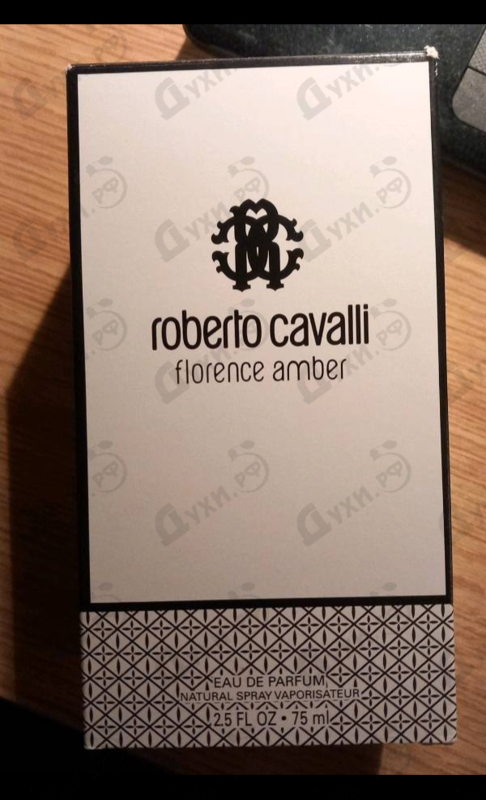 roberto cavalli
florence amber
EAU DE PARFUM
NATURAL SPRAY VAPORISATEUR
2.5 FL OZ • 75 ml
Духи.рф